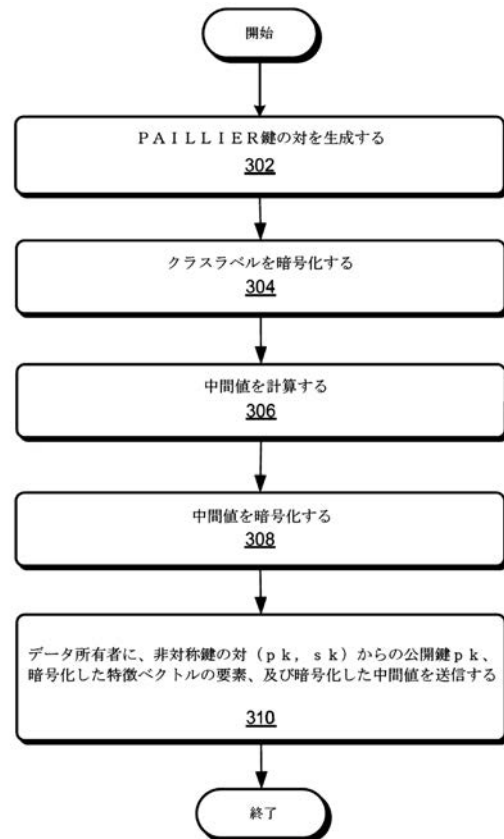 開始
ＰＡＩＬＬＩＥＲ鍵の対を生成する
302
クラスラベルを暗号化する
304
中間値を計算する
306
中間値を暗号化する
308
データ所有者に、非対称鍵の対（ｐｋ，ｓｋ）からの公開鍵ｐｋ、
暗号化した特徴ベクトルの要素、及び暗号化した中間値を送信する
310
終了